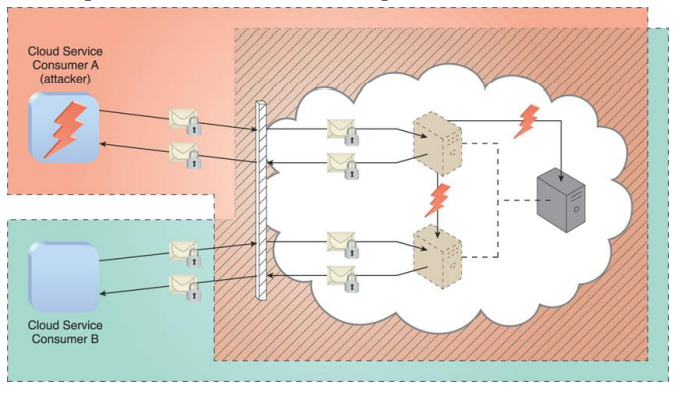 Cloud Service
Consumer A
(attacker)
Cloud Service
Consumer B